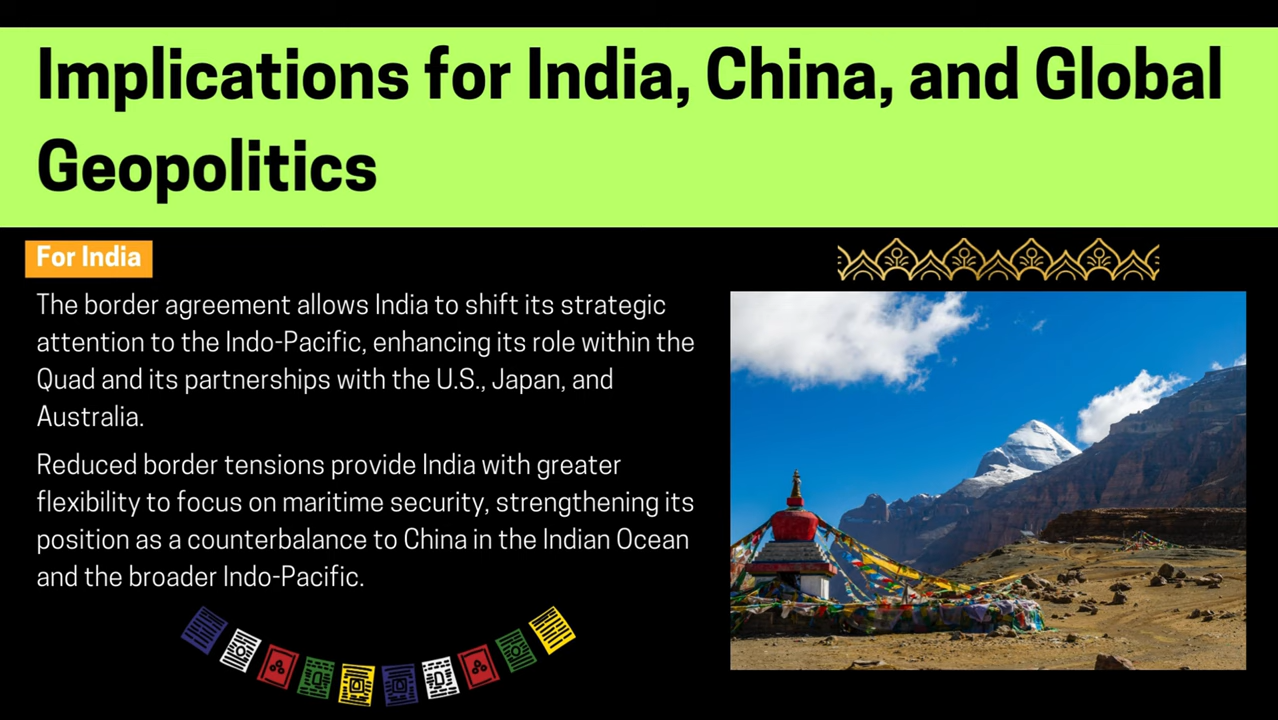 Implications for India, China, and Global
Geopolitics
For India
The border agreement allows India to shift its strategic
attention to the Indo-Pacific, enhancing its role within the
Quad and its partnerships with the U.S., Japan, and
Australia.
Reduced border tensions provide India with greater
flexibility to focus on maritime security, strengthening its
position as a counterbalance to China in the Indian Ocean
and the broader Indo-Pacific.